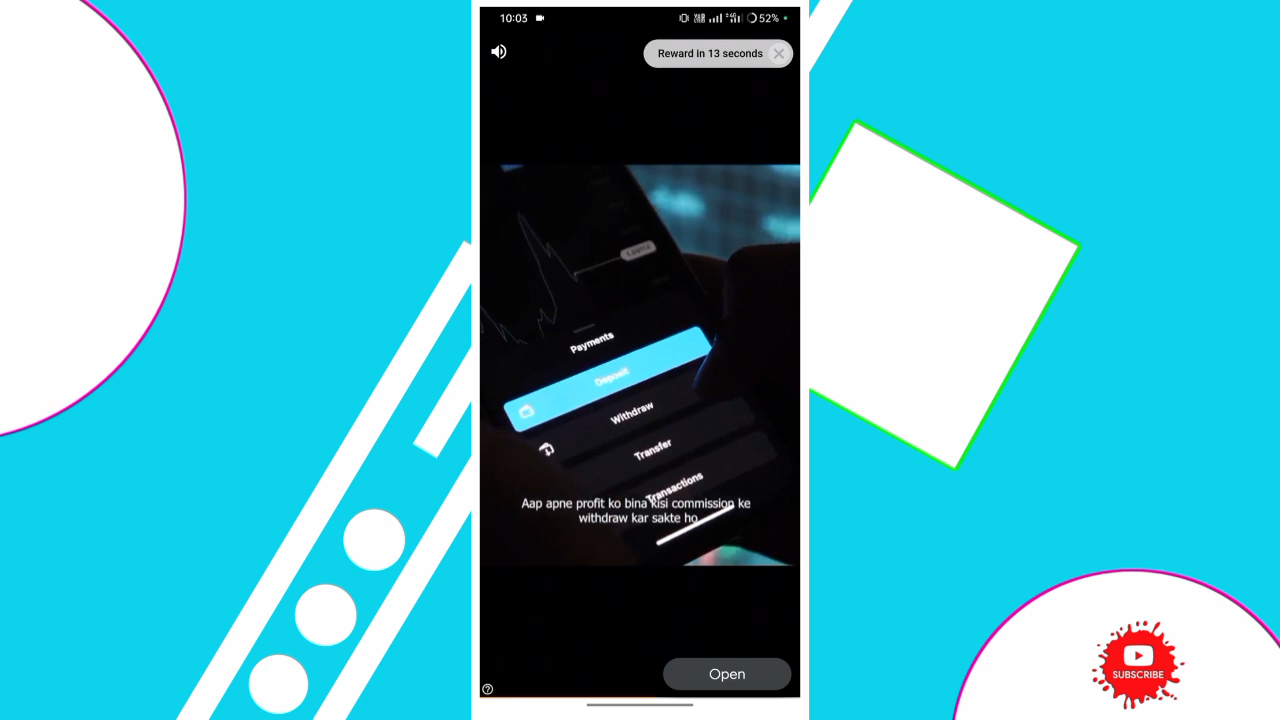 10:03
52%
Reward in 13 seconds
Payments
Deposit
Withdraw
Transfer
Transactions
Aap apne profit ko bina kisi commission ke
withdraw kar sakte ho
Open
SUBSCRIBE